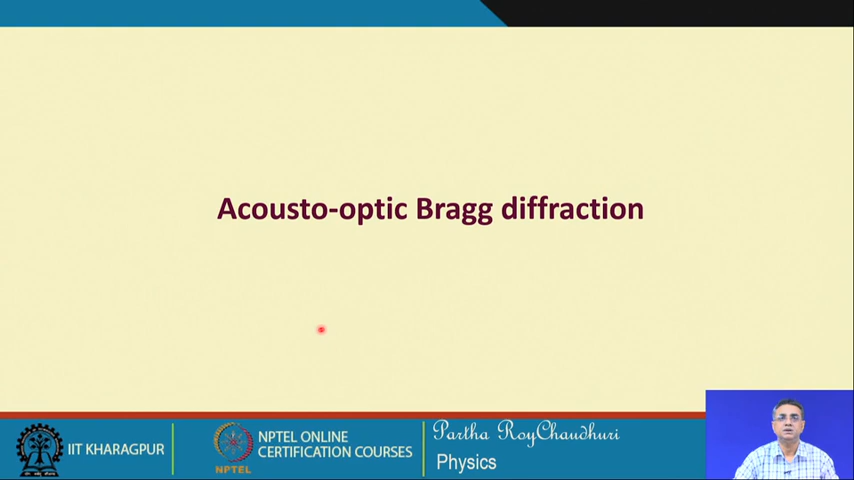 Acousto-optic Bragg diffraction
IIT KHARAGPUR
NPTEL
NPTEL ONLINE
CERTIFICATION COURSES
Partha RoyChaudhuri
Physics